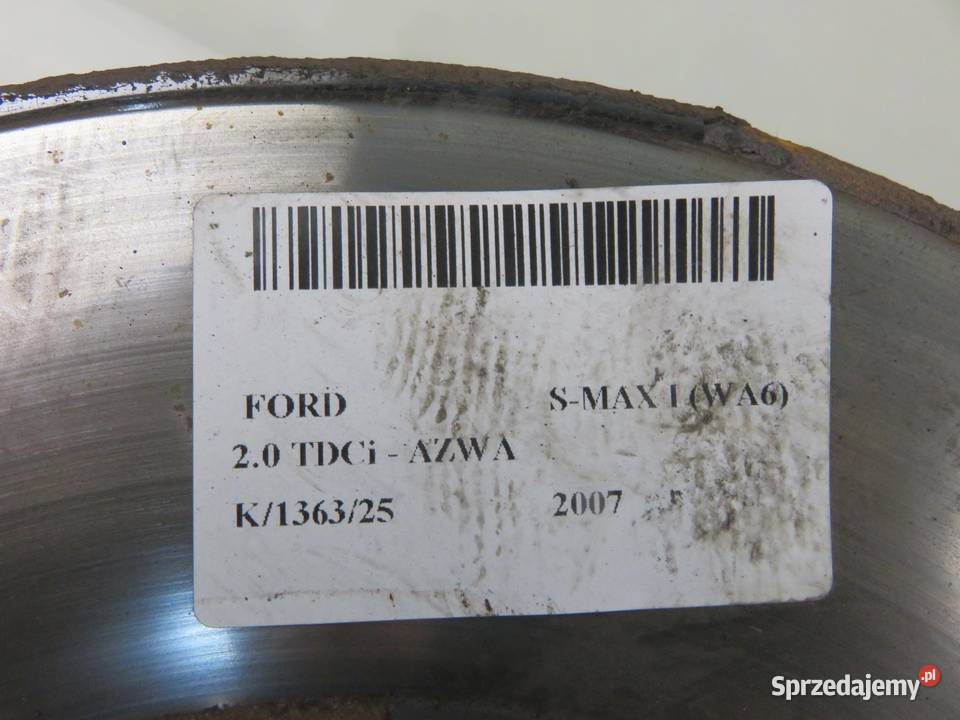 FORD S-MAX I (WA6)
2.0 TDCi - AZWA
K/1363/25 2007
Sprzedajemy.pl